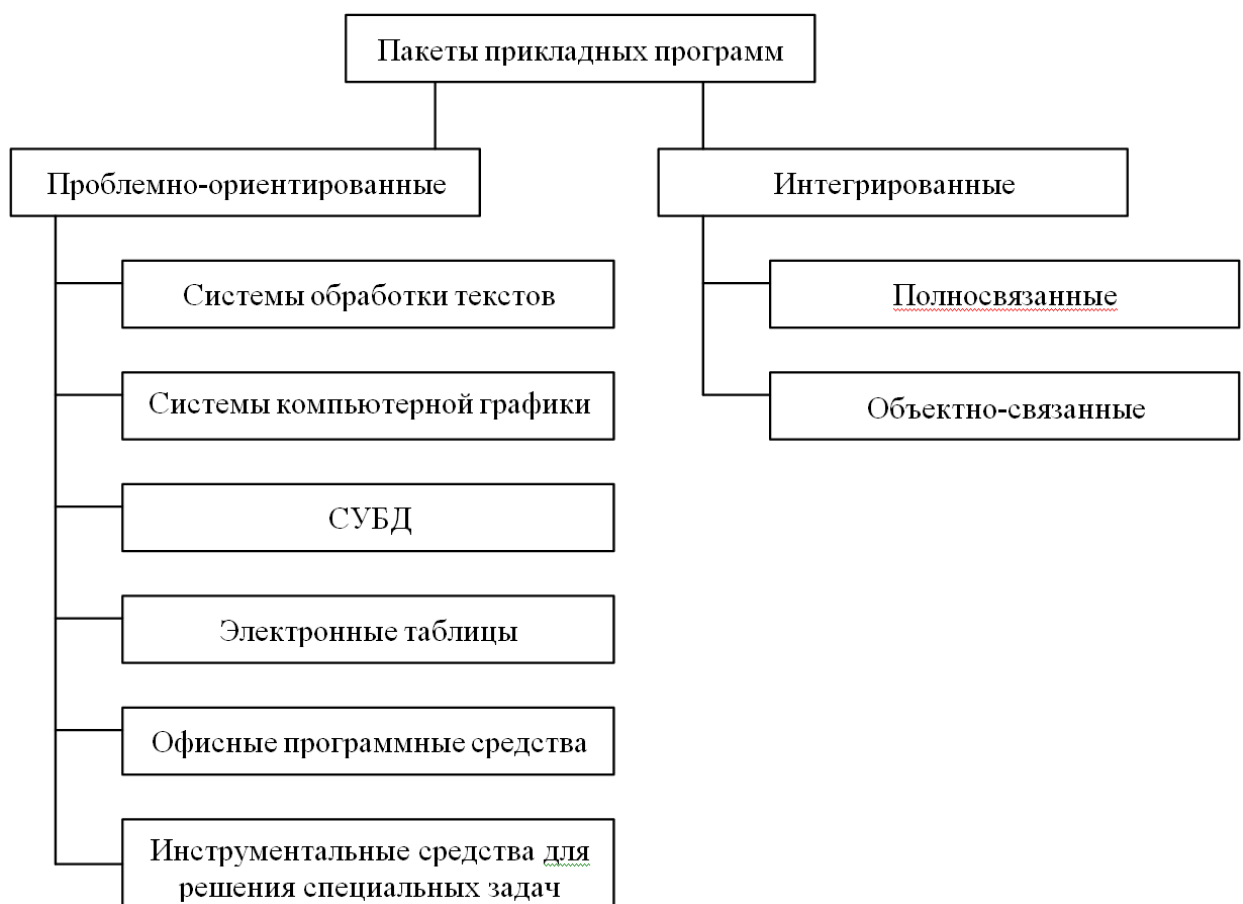 Пакеты прикладных программ
Проблемно-ориентированные
Интегрированные
Системы обработки текстов
Полносвязанные
Системы компьютерной графики
Объектно-связанные
СУБД
Электронные таблицы
Офисные программные средства
Инструментальные средства для
решения специальных задач